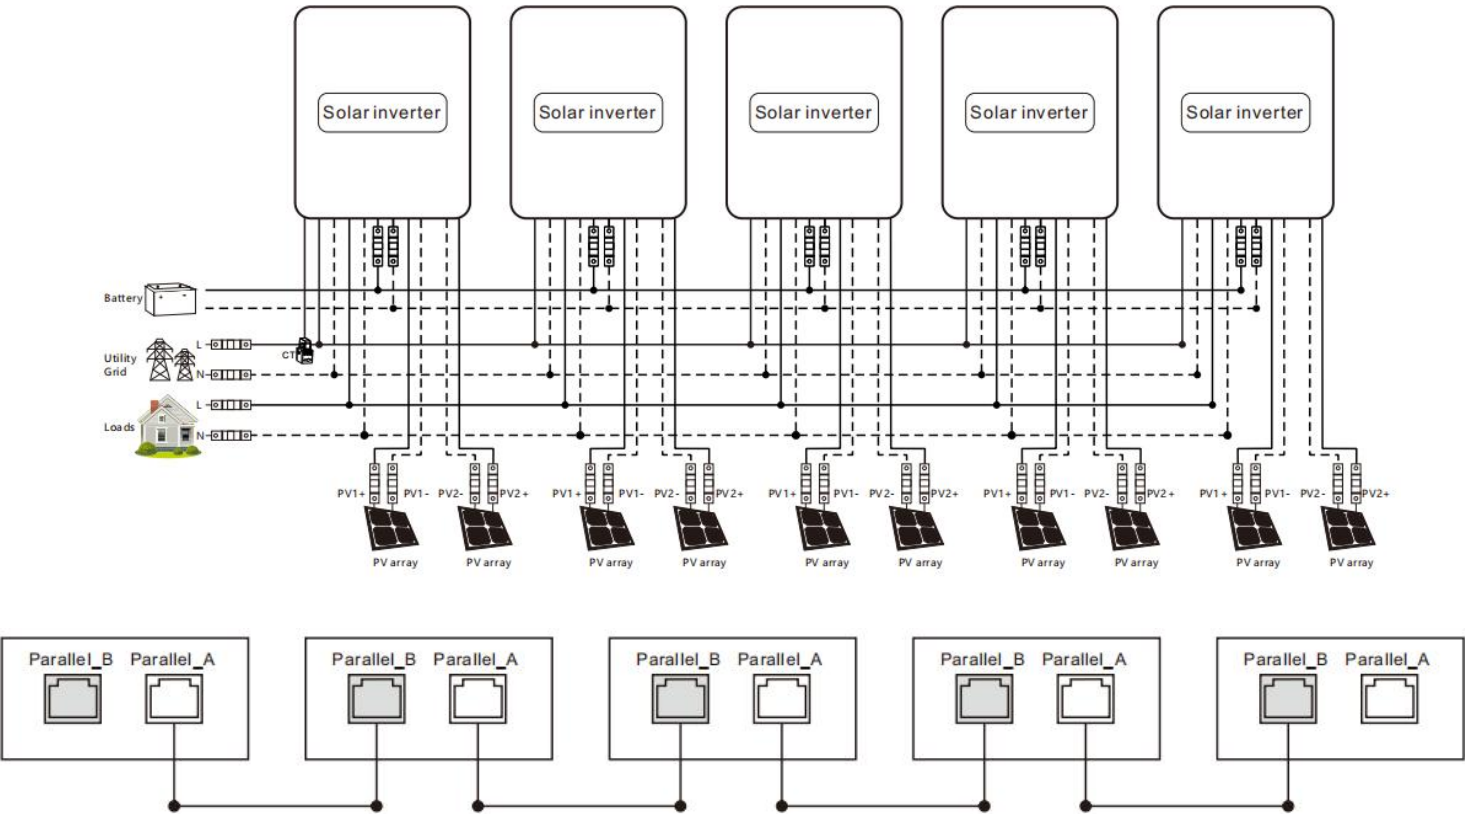 Solar inverter Solar inverter Solar inverter Solar inverter Solar inverter
Battery
+ -
Utility
Grid
L
CT
N
Loads
L
N
PV1+ PV1- PV2- PV2+ PV1+ PV1- PV2- PV2+ PV1+ PV1- PV2- PV2+ PV1+ PV1- PV2- PV2+ PV1+ PV1- PV2- PV2+
PV array PV array PV array PV array PV array PV array PV array PV array PV array PV array
Parallel_B Parallel_A Parallel_B Parallel_A Parallel_B Parallel_A Parallel_B Parallel_A Parallel_B Parallel_A